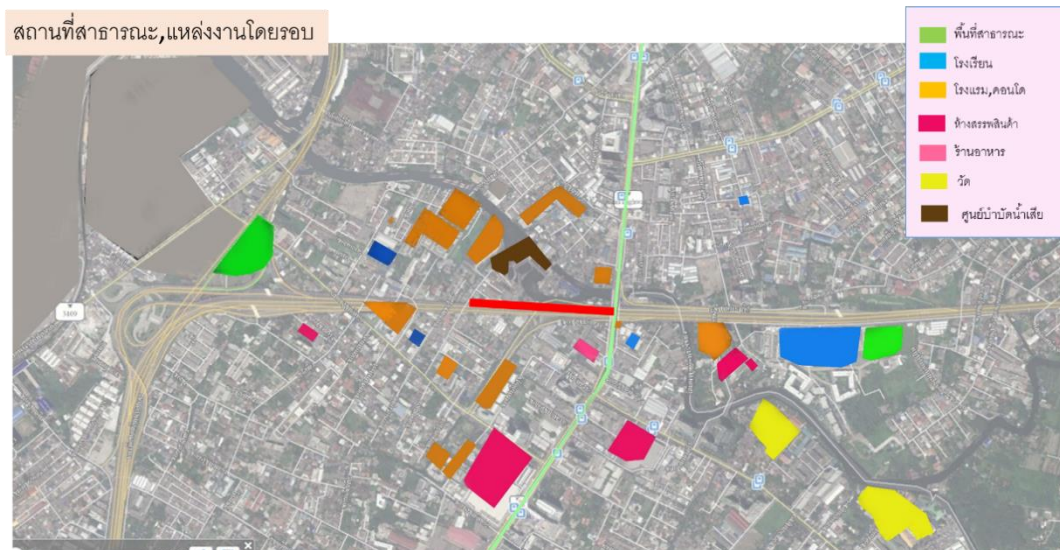 สถานที่สาธารณะ,แหล่งงานโดยรอบ
พื้นที่สาธารณะ
โรงเรียน
โรงแรม,คอนโด
ห้างสรรพสินค้า
ร้านอาหาร
วัด
ศูนย์บำบัดน้ำเสีย
3109